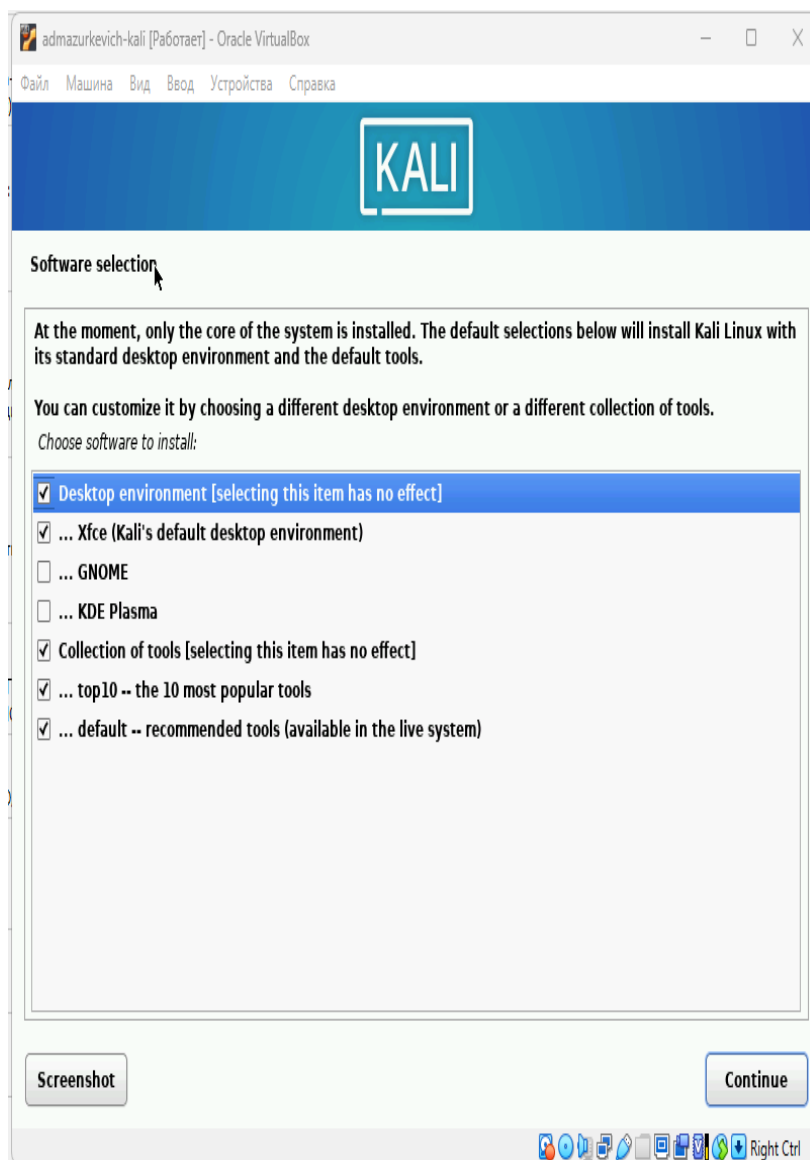 admazurkevich-kali [Работает] - Oracle VirtualBox
Файл Машина Вид Ввод Устройства Справка
KALI
Software selection
At the moment, only the core of the system is installed. The default selections below will install Kali Linux with
its standard desktop environment and the default tools.
You can customize it by choosing a different desktop environment or a different collection of tools.
Choose software to install:
Desktop environment [selecting this item has no effect]
... Xfce (Kali's default desktop environment)
... GNOME
... KDE Plasma
Collection of tools [selecting this item has no effect]
... top10 -- the 10 most popular tools
... default -- recommended tools (available in the live system)
Screenshot
Continue
Right Ctrl